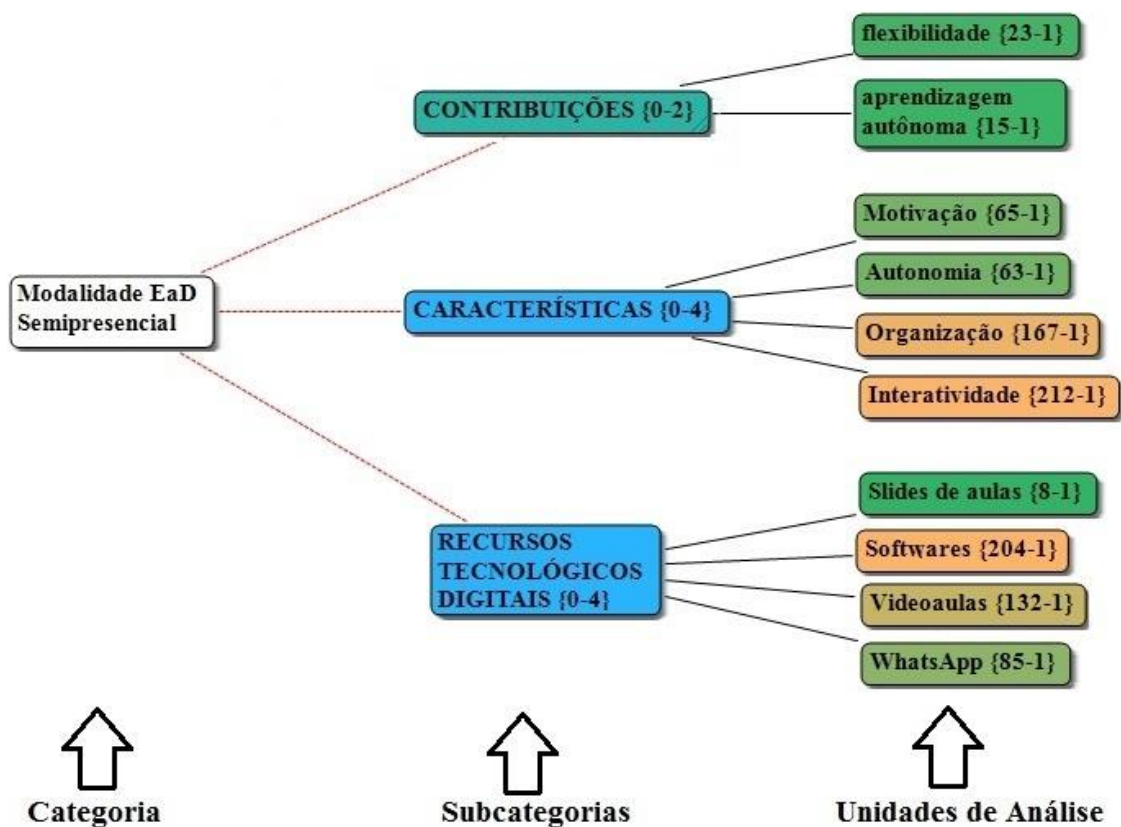 flexibilidade {23-1}
CONTRIBUIÇÕES {0-2}
aprendizagem
autônoma {15-1}
Motivação {65-1}
Autonomia {63-1}
Modalidade EaD
Semipresencial
CARACTERÍSTICAS {0-4}
Organização {167-1}
Interatividade {212-1}
Slides de aulas {8-1}
RECURSOS
TECNOLÓGICOS
DIGITAIS {0-4}
Softwares {204-1}
Videoaulas {132-1}
WhatsApp {85-1}
Categoria
Subcategorias
Unidades de Análise